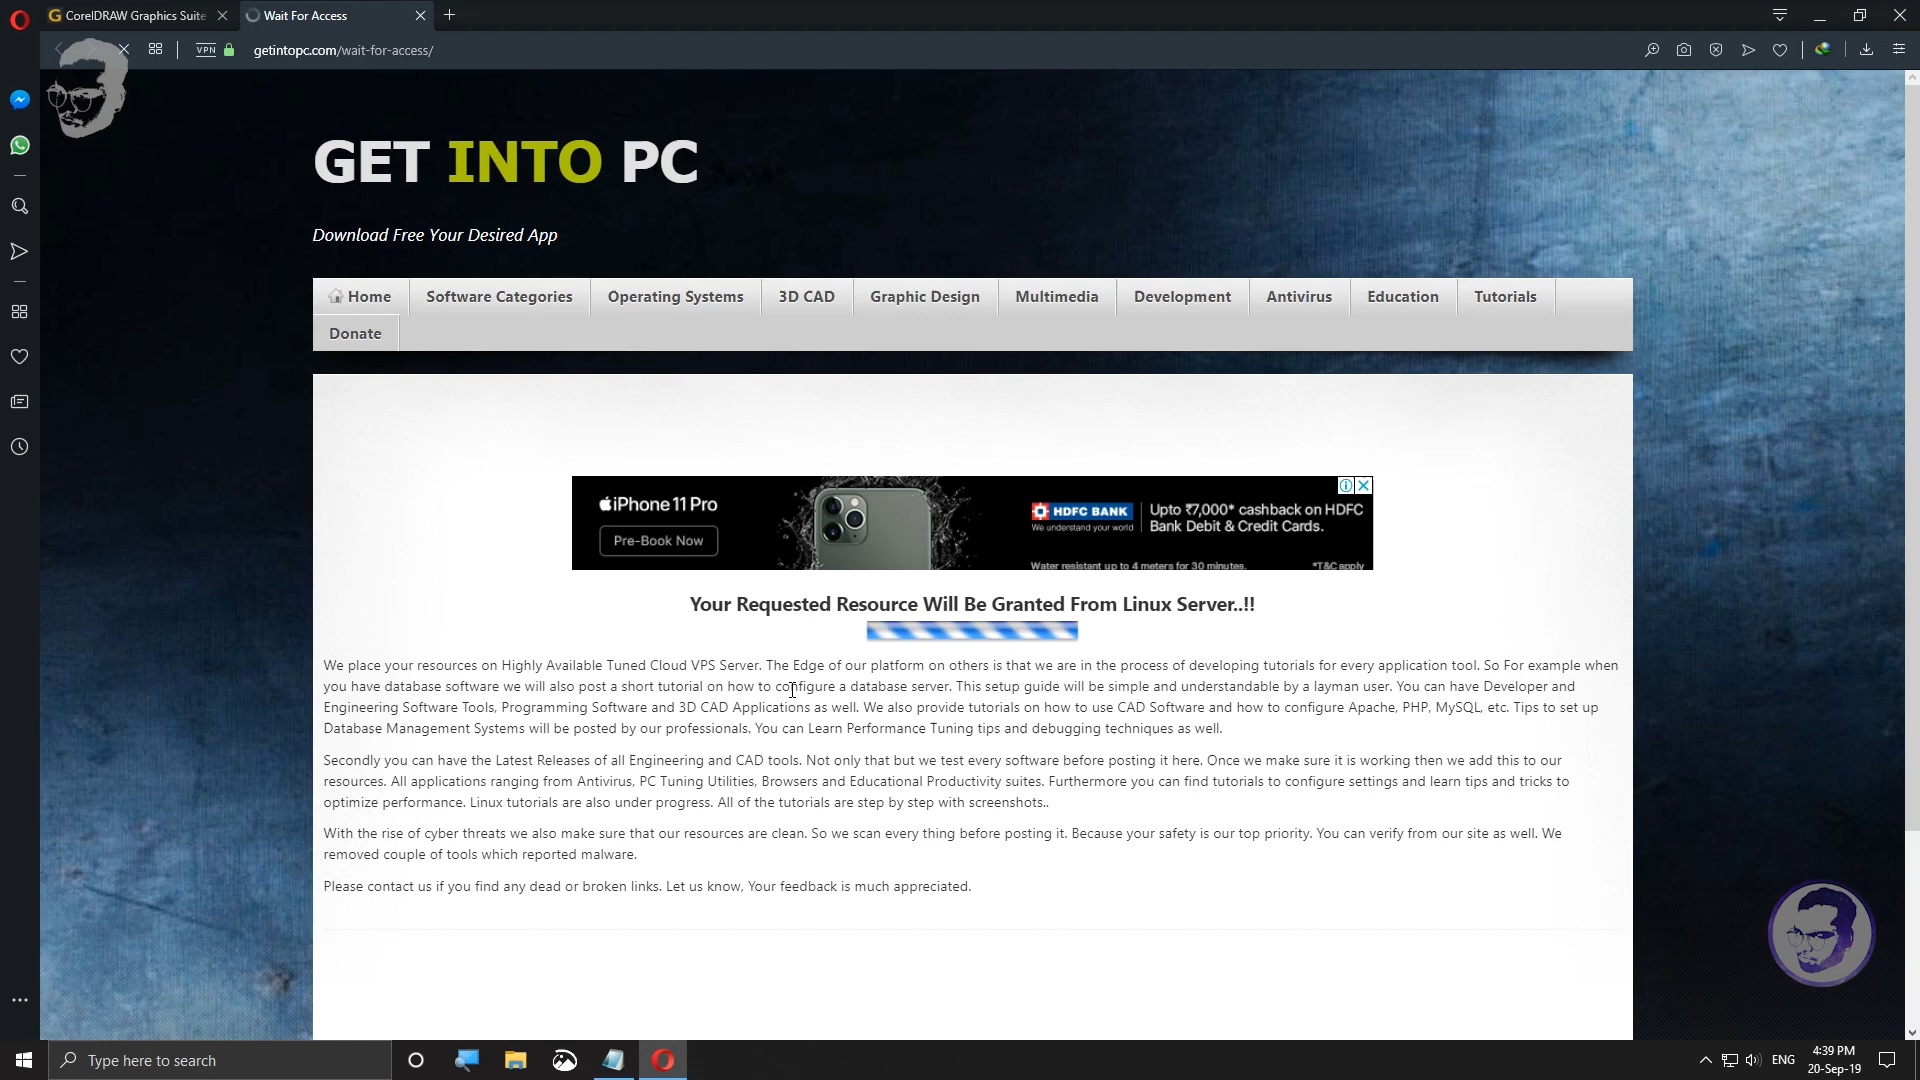 CorelDRAW Graphics Suite
Wait For Access
VPN
getintopc.com/wait-for-access/
GET INTO PC
Download Free Your Desired App
Home
Software Categories
Operating Systems
3D CAD
Graphic Design
Multimedia
Development
Antivirus
Education
Tutorials
Donate
iPhone 11 Pro
Pre-Book Now
HDFC BANK
We understand your world
Upto ₹7,000* cashback on HDFC
Bank Debit & Credit Cards.
Water resistant up to 4 meters for 30 minutes.
*T&C apply
Your Requested Resource Will Be Granted From Linux Server..!!
We place your resources on Highly Available Tuned Cloud VPS Server. The Edge of our platform on others is that we are in the process of developing tutorials for every application tool. So For example when
you have database software we will also post a short tutorial on how to configure a database server. This setup guide will be simple and understandable by a layman user. You can have Developer and
Engineering Software Tools, Programming Software and 3D CAD Applications as well. We also provide tutorials on how to use CAD Software and how to configure Apache, PHP, MySQL, etc. Tips to set up
Database Management Systems will be posted by our professionals. You can Learn Performance Tuning tips and debugging techniques as well.
Secondly you can have the Latest Releases of all Engineering and CAD tools. Not only that but we test every software before posting it here. Once we make sure it is working then we add this to our
resources. All applications ranging from Antivirus, PC Tuning Utilities, Browsers and Educational Productivity suites. Furthermore you can find tutorials to configure settings and learn tips and tricks to
optimize performance. Linux tutorials are also under progress. All of the tutorials are step by step with screenshots..
With the rise of cyber threats we also make sure that our resources are clean. So we scan every thing before posting it. Because your safety is our top priority. You can verify from our site as well. We
removed couple of tools which reported malware.
Please contact us if you find any dead or broken links. Let us know, Your feedback is much appreciated.
Type here to search
ENG
4:39 PM
20-Sep-19